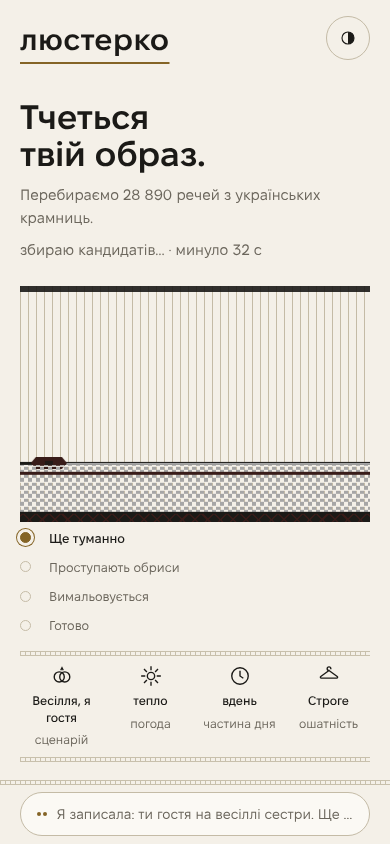 люстерко
Тчеться
твій образ.
Перебираємо 28 890 речей з українських
крамниць.
збираю кандидатів… · минуло 32 с
Ще туманно
Проступають обриси
Вимальовується
Готово
Весілля, я
гостя
сценарій
тепло
погода
вдень
частина дня
Строге
ошатність
Я записала: ти гостя на весіллі сестри. Ще …